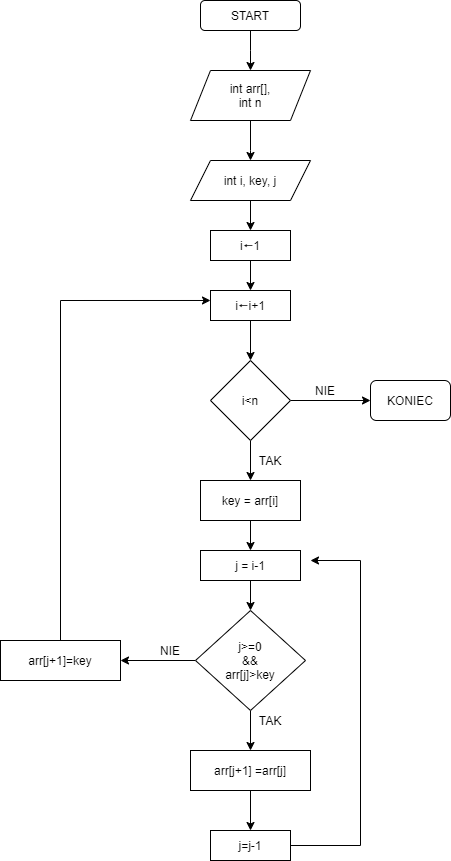 START
int arr[],
int n
int i, key, j
i←1
i←i+1
i<n
NIE
KONIEC
TAK
key = arr[i]
j = i-1
j>=0
&&
arr[j]>key
NIE
arr[j+1]=key
TAK
arr[j+1] =arr[j]
j=j-1